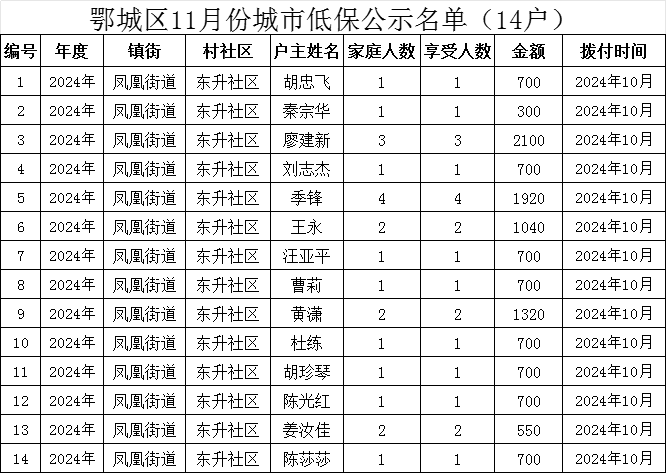 鄂城区11月份城市低保公示名单（14户）
编号 年度 镇街 村社区 户主姓名 家庭人数 享受人数 金额 拨付时间
1 2024年 凤凰街道 东升社区 胡忠飞 1 1 700 2024年10月
2 2024年 凤凰街道 东升社区 秦宗华 1 1 300 2024年10月
3 2024年 凤凰街道 东升社区 廖建新 3 3 2100 2024年10月
4 2024年 凤凰街道 东升社区 刘志杰 1 1 700 2024年10月
5 2024年 凤凰街道 东升社区 季锋 4 4 1920 2024年10月
6 2024年 凤凰街道 东升社区 王永 2 2 1040 2024年10月
7 2024年 凤凰街道 东升社区 汪亚平 1 1 700 2024年10月
8 2024年 凤凰街道 东升社区 曹莉 1 1 700 2024年10月
9 2024年 凤凰街道 东升社区 黄潇 2 2 1320 2024年10月
10 2024年 凤凰街道 东升社区 杜练 1 1 700 2024年10月
11 2024年 凤凰街道 东升社区 胡珍琴 1 1 700 2024年10月
12 2024年 凤凰街道 东升社区 陈光红 1 1 700 2024年10月
13 2024年 凤凰街道 东升社区 姜汝佳 2 2 550 2024年10月
14 2024年 凤凰街道 东升社区 陈莎莎 1 1 700 2024年10月